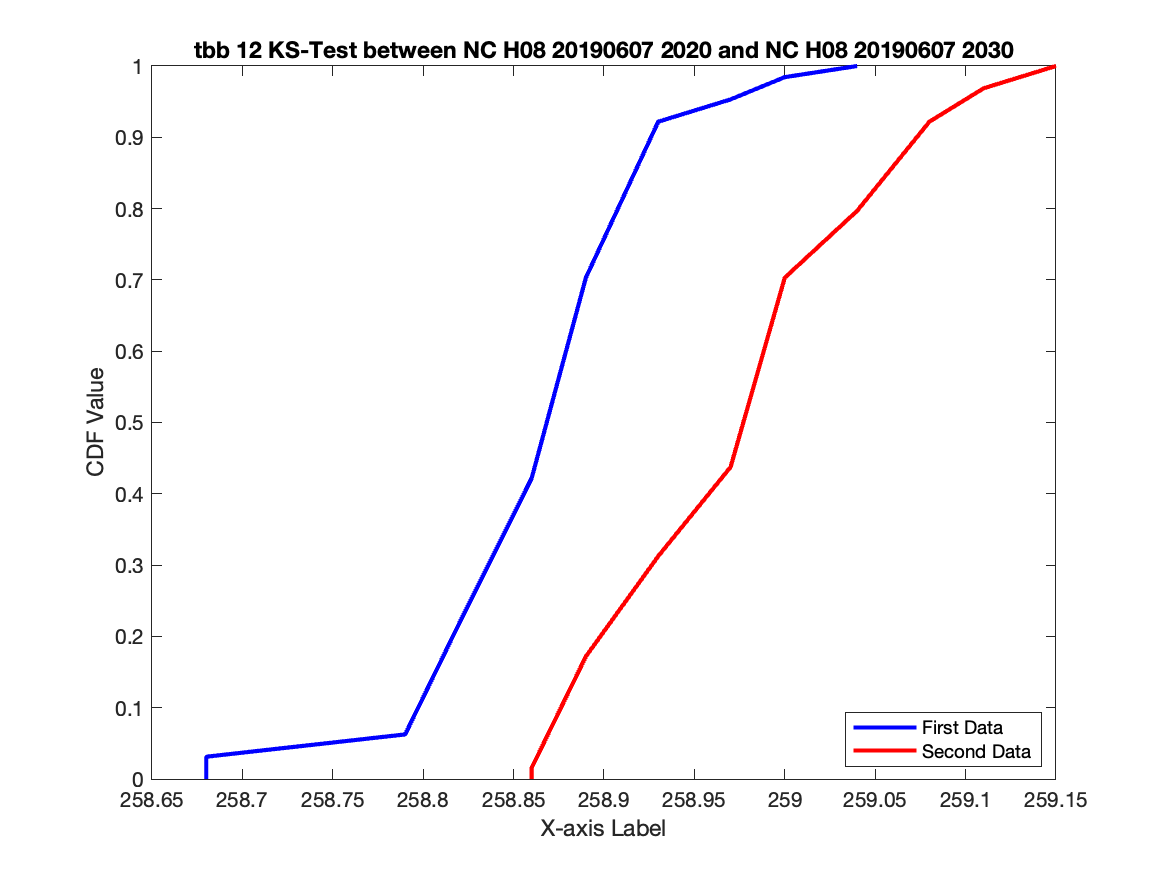 tbb 12 KS-Test between NC H08 20190607 2020 and NC H08 20190607 2030
1
0.9
0.8
0.7
0.6
0.5
0.4
0.3
0.2
0.1
0
CDF Value
First Data
Second Data
258.65 258.7 258.75 258.8 258.85 258.9 258.95 259 259.05 259.1 259.15
X-axis Label